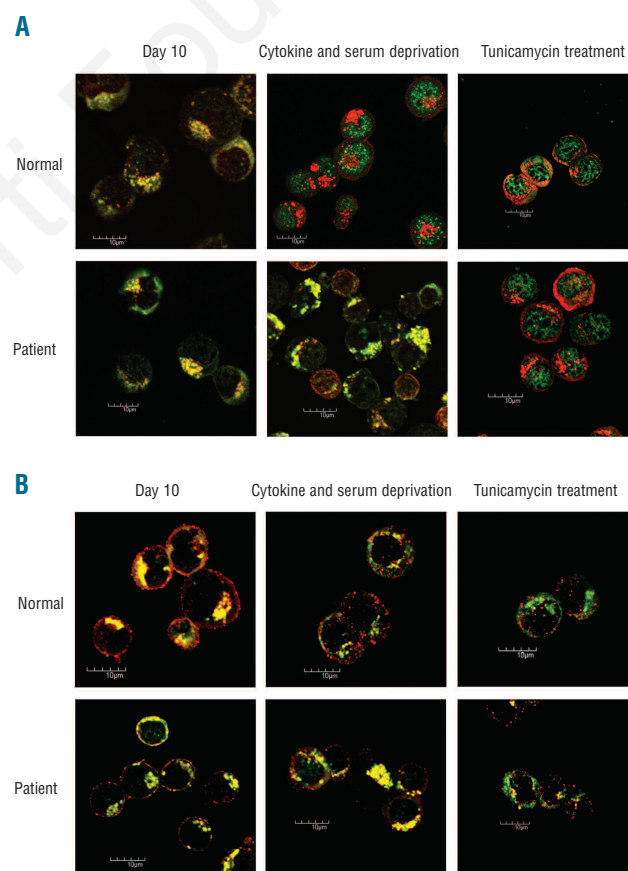 A
Day 10 Cytokine and serum deprivation Tunicamycin treatment
Normal
10µm 10µm 10µm
Patient
10µm 10µm 10µm
B
Day 10 Cytokine and serum deprivation Tunicamycin treatment
Normal
10µm 10µm 10µm
Patient
10µm 10µm 10µm